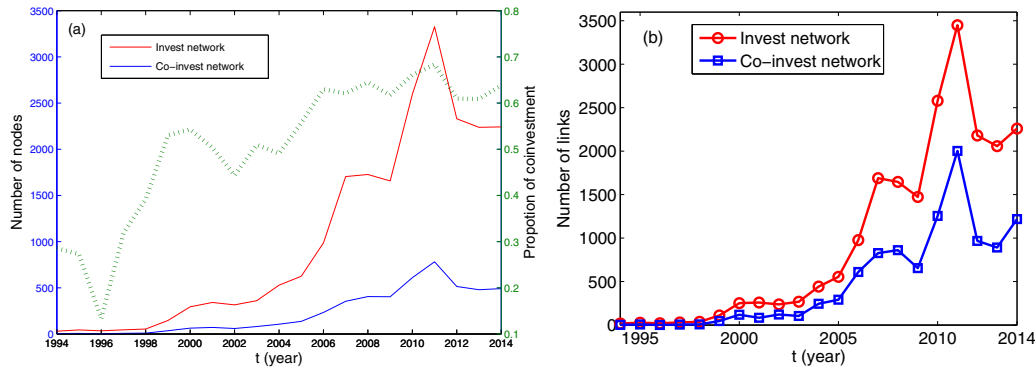 (a)
Invest network
Co-invest network
Number of nodes
3500
3000
2500
2000
1500
1000
500
0
0.8
0.7
0.6
0.5
0.4
0.3
0.2
0.1
Propotion of coinvestment
1994 1996 1998 2000 2002 2004 2006 2008 2010 2012 2014
t (year)
(b)
Invest network
Co-invest network
Number of links
3500
3000
2500
2000
1500
1000
500
0
1995 2000 2005 2010 2014
t (year)